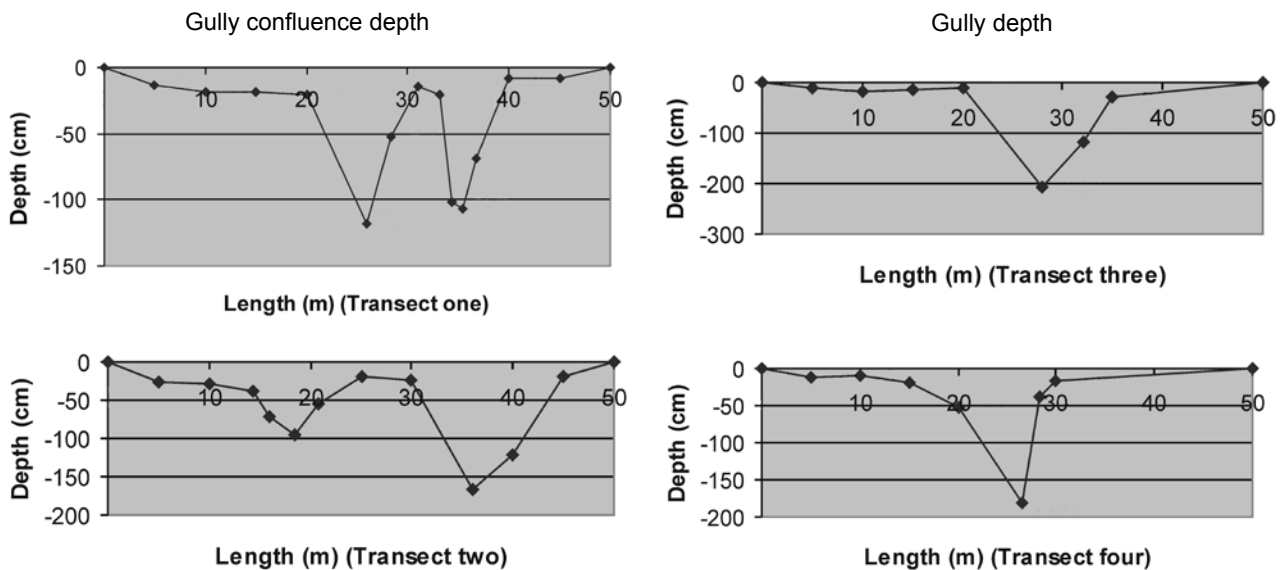 Gully confluence depth
0
-50
-100
-150
10 20 30 40 50
Depth (cm)
Length (m) (Transect one)
0
-50
-100
-150
-200
10 20 30 40 50
Depth (cm)
Length (m) (Transect two)
Gully depth
0
-100
-200
-300
10 20 30 40 50
Depth (cm)
Length (m) (Transect three)
0
-50
-100
-150
-200
10 20 30 40 50
Depth (cm)
Length (m) (Transect four)